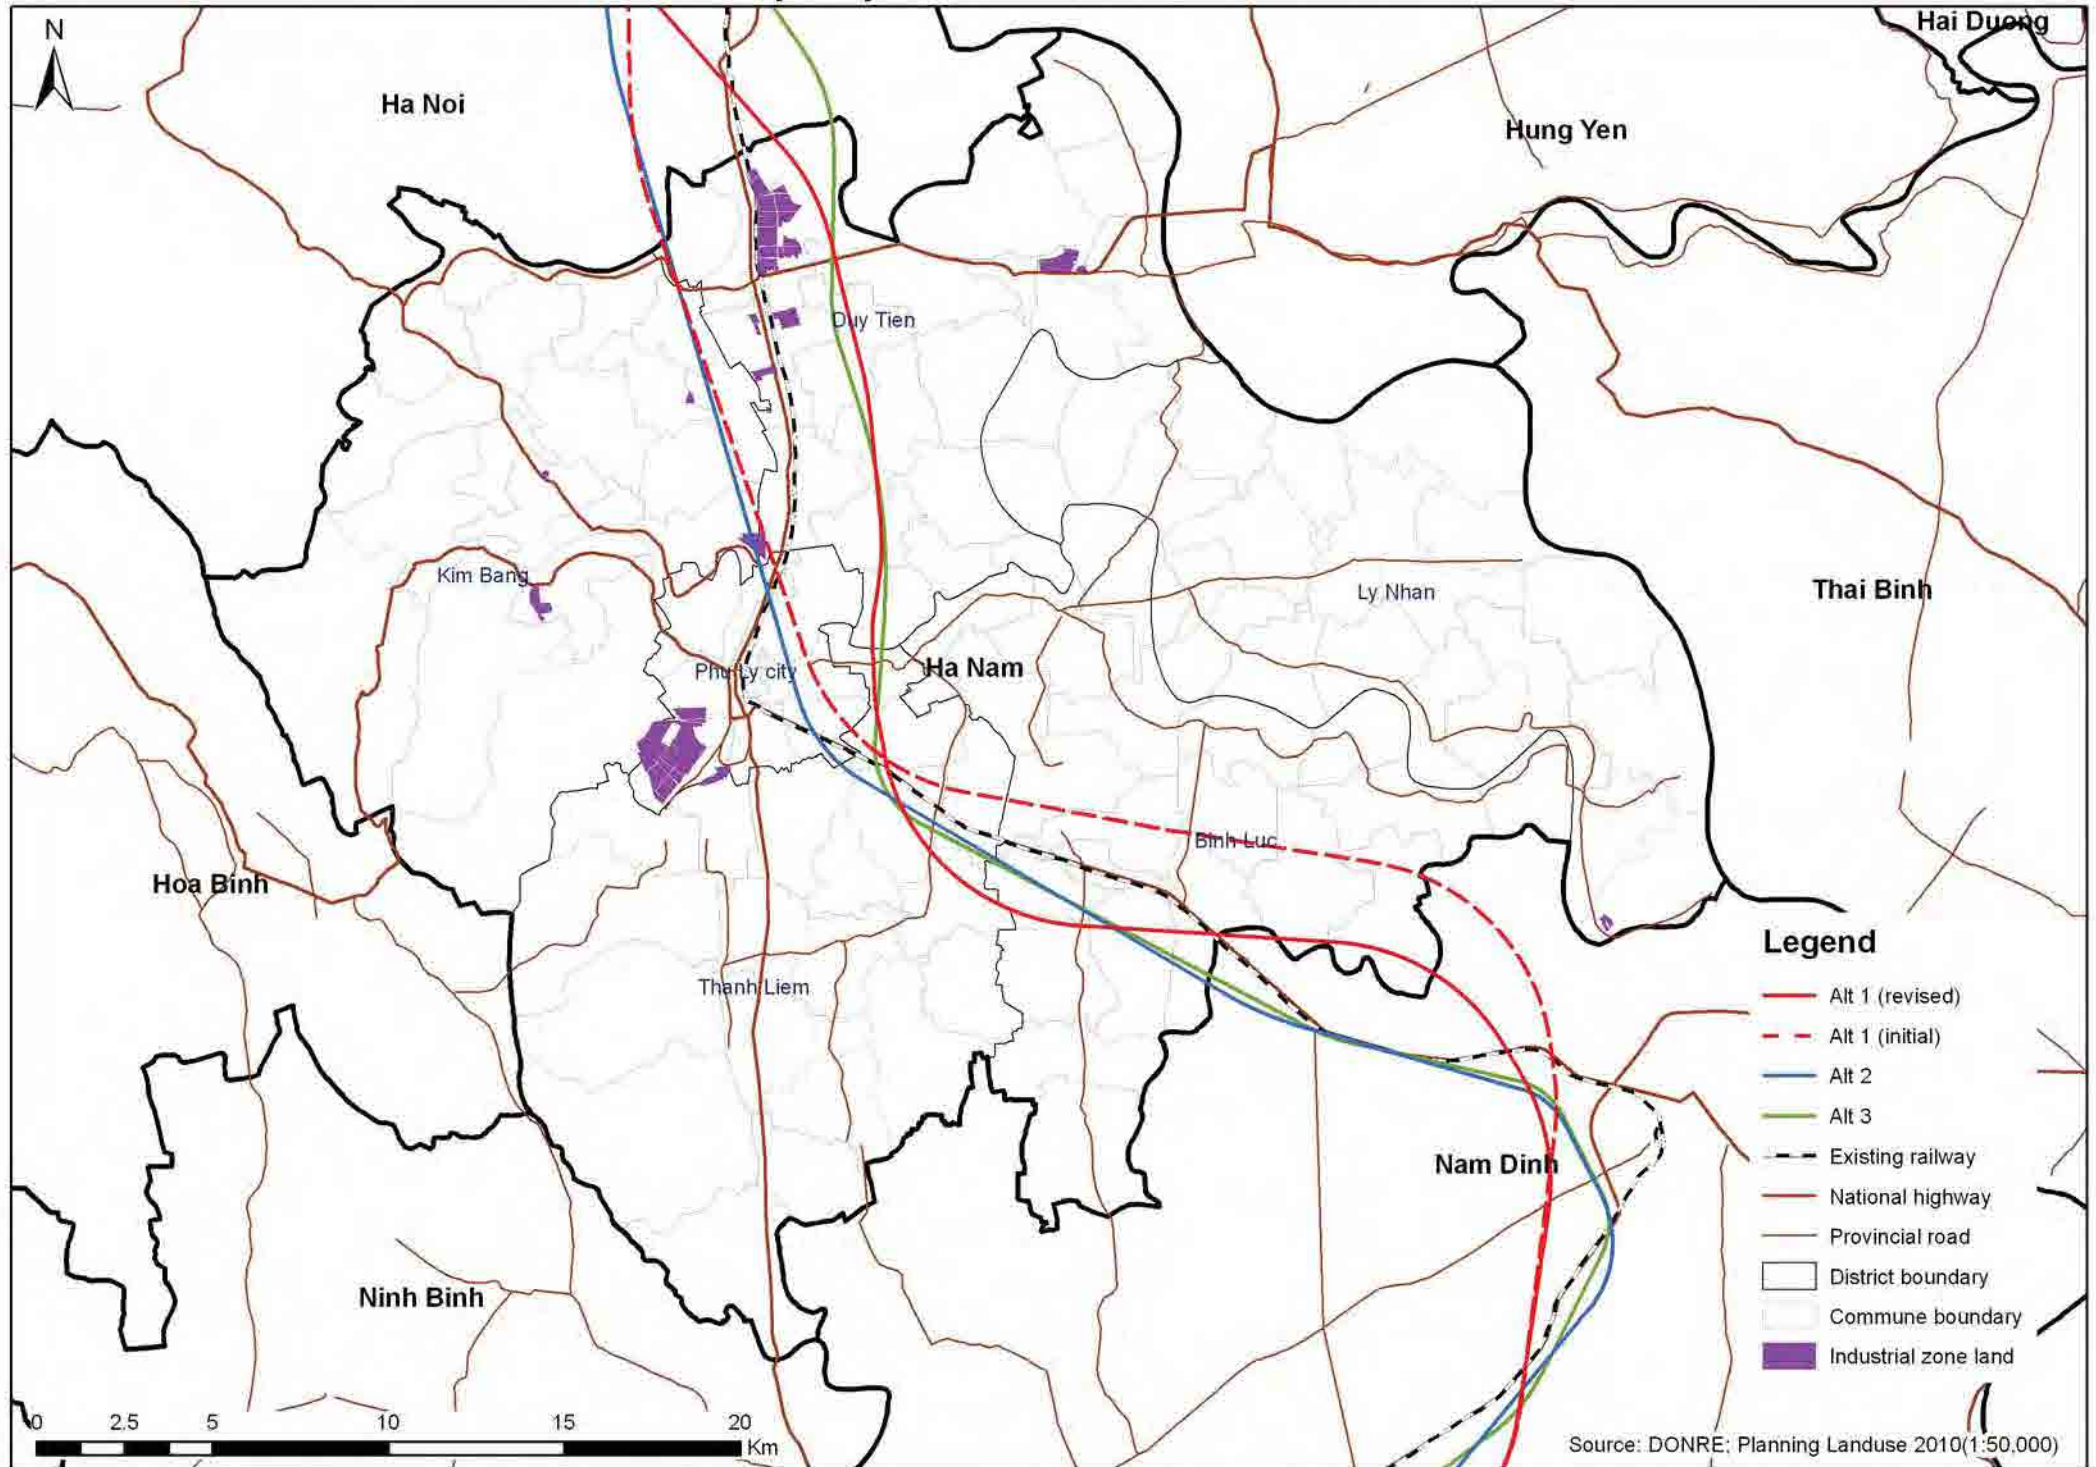 N
Hai Duong
Ha Noi
Hung Yen
Duy Tien
Kim Bang
Ly Nhan
Thai Binh
Phu Ly city
Ha Nam
Binh Luc
Hoa Binh
Thanh Liem
Nam Dinh
Ninh Binh
Legend
Alt 1 (revised)
Alt 1 (initial)
Alt 2
Alt 3
Existing railway
National highway
Provincial road
District boundary
Commune boundary
Industrial zone land
0 2.5 5 10 15 20
Km
Source: DONRE; Planning Landuse 2010(1:50.000)